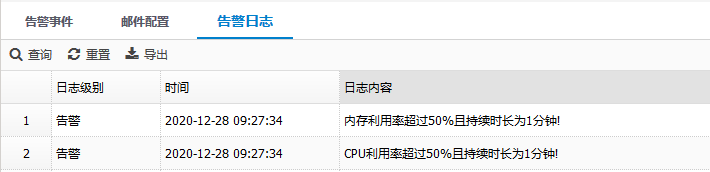 告警事件 邮件配置 告警日志
查询 重置 导出
日志级别 时间 日志内容
1 告警 2020-12-28 09:27:34 内存利用率超过50%且持续时长为1分钟!
2 告警 2020-12-28 09:27:34 CPU利用率超过50%且持续时长为1分钟!